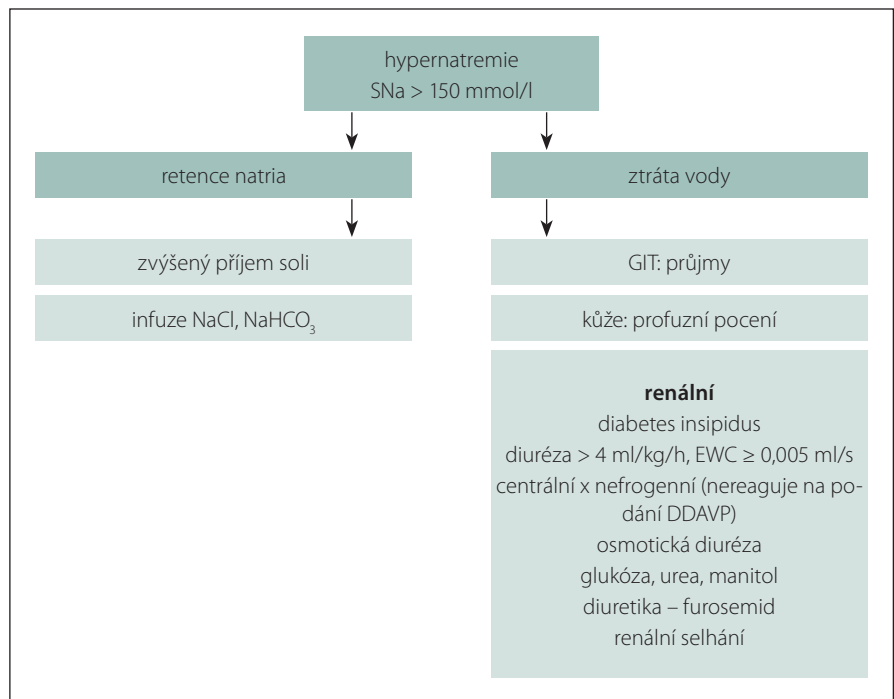 hypernatremie
SNa > 150 mmol/l
retence natria
ztráta vody
zvýšený příjem soli
GIT: průjmy
infuze NaCl, NaHCO₃
kůže: profuzní pocení
renální
diabetes insipidus
diuréza > 4 ml/kg/h, EWC ≥ 0,005 ml/s
centrální x nefrogenní (nereaguje na po-
dání DDAVP)
osmotická diuréza
glukóza, urea, manitol
diuretika – furosemid
renální selhání